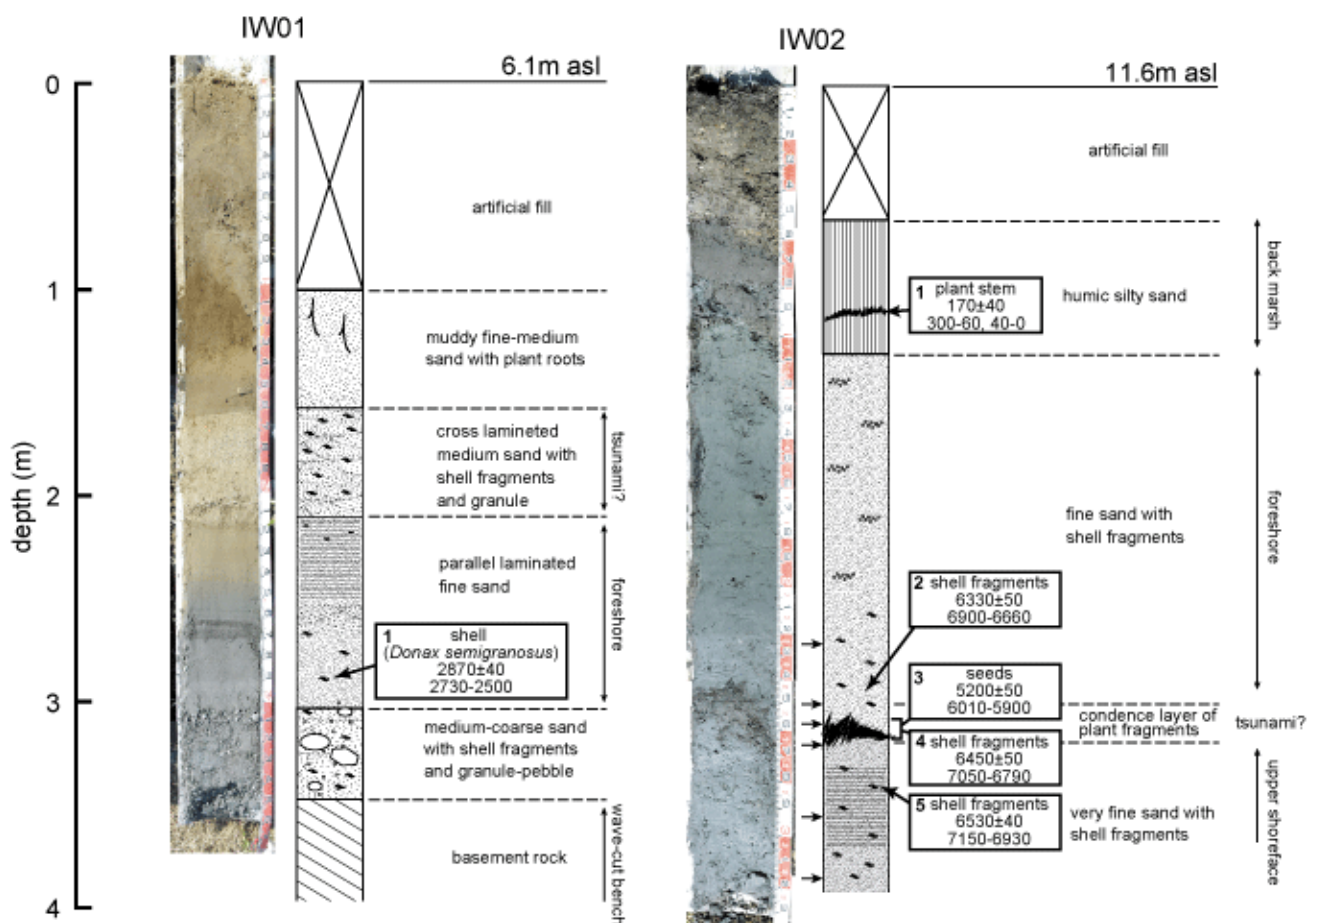 IW01
6.1m asl
0
1
2
3
4
depth (m)
artificial fill
muddy fine-medium
sand with plant roots
cross lamineted
medium sand with
shell fragments
and granule
tsunami?
parallel laminated
fine sand
foreshore
1 shell
(Donax semigranosus)
2870±40
2730-2500
medium-coarse sand
with shell fragments
and granule-pebble
basement rock
wave-cut bench
IW02
11.6m asl
artificial fill
back marsh
1 plant stem
170±40
300-60, 40-0
humic silty sand
fine sand with
shell fragments
foreshore
2 shell fragments
6330±50
6900-6660
3 seeds
5200±50
6010-5900
condence layer of
plant fragments
tsunami?
4 shell fragments
6450±50
7050-6790
5 shell fragments
6530±40
7150-6930
very fine sand with
shell fragments
upper shoreface